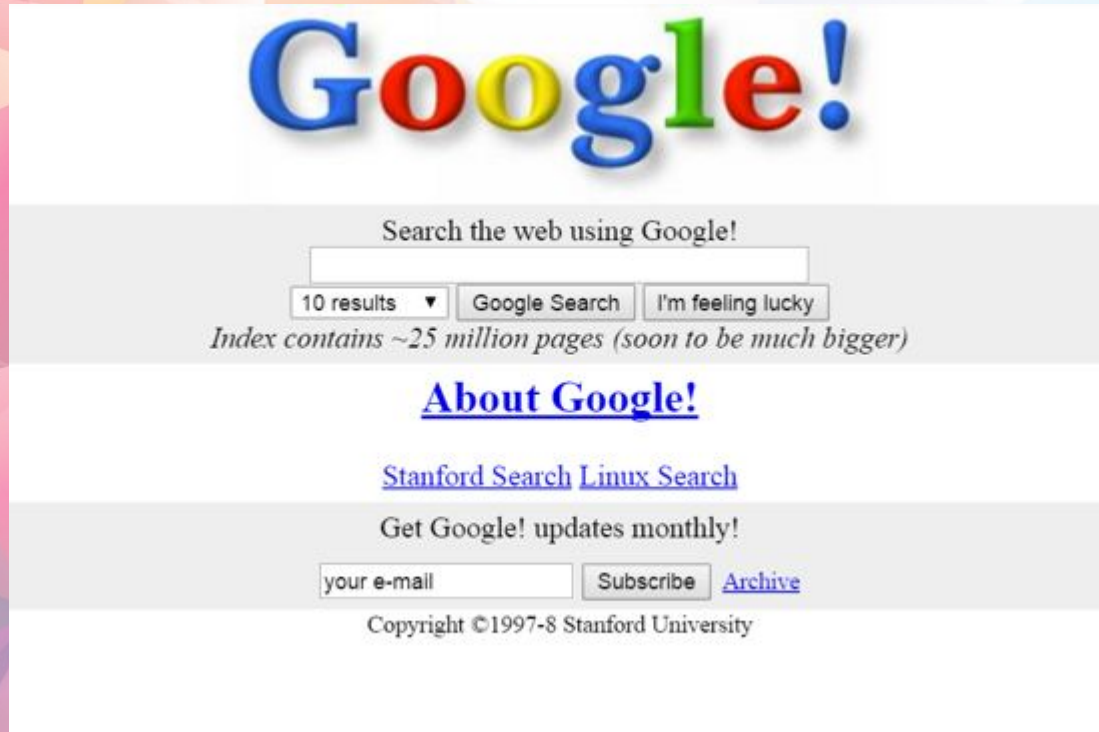 Google!
Search the web using Google!
10 results ▼ Google Search I'm feeling lucky
Index contains ~25 million pages (soon to be much bigger)
About Google!
Stanford Search Linux Search
Get Google! updates monthly!
your e-mail Subscribe Archive
Copyright ©1997-8 Stanford University